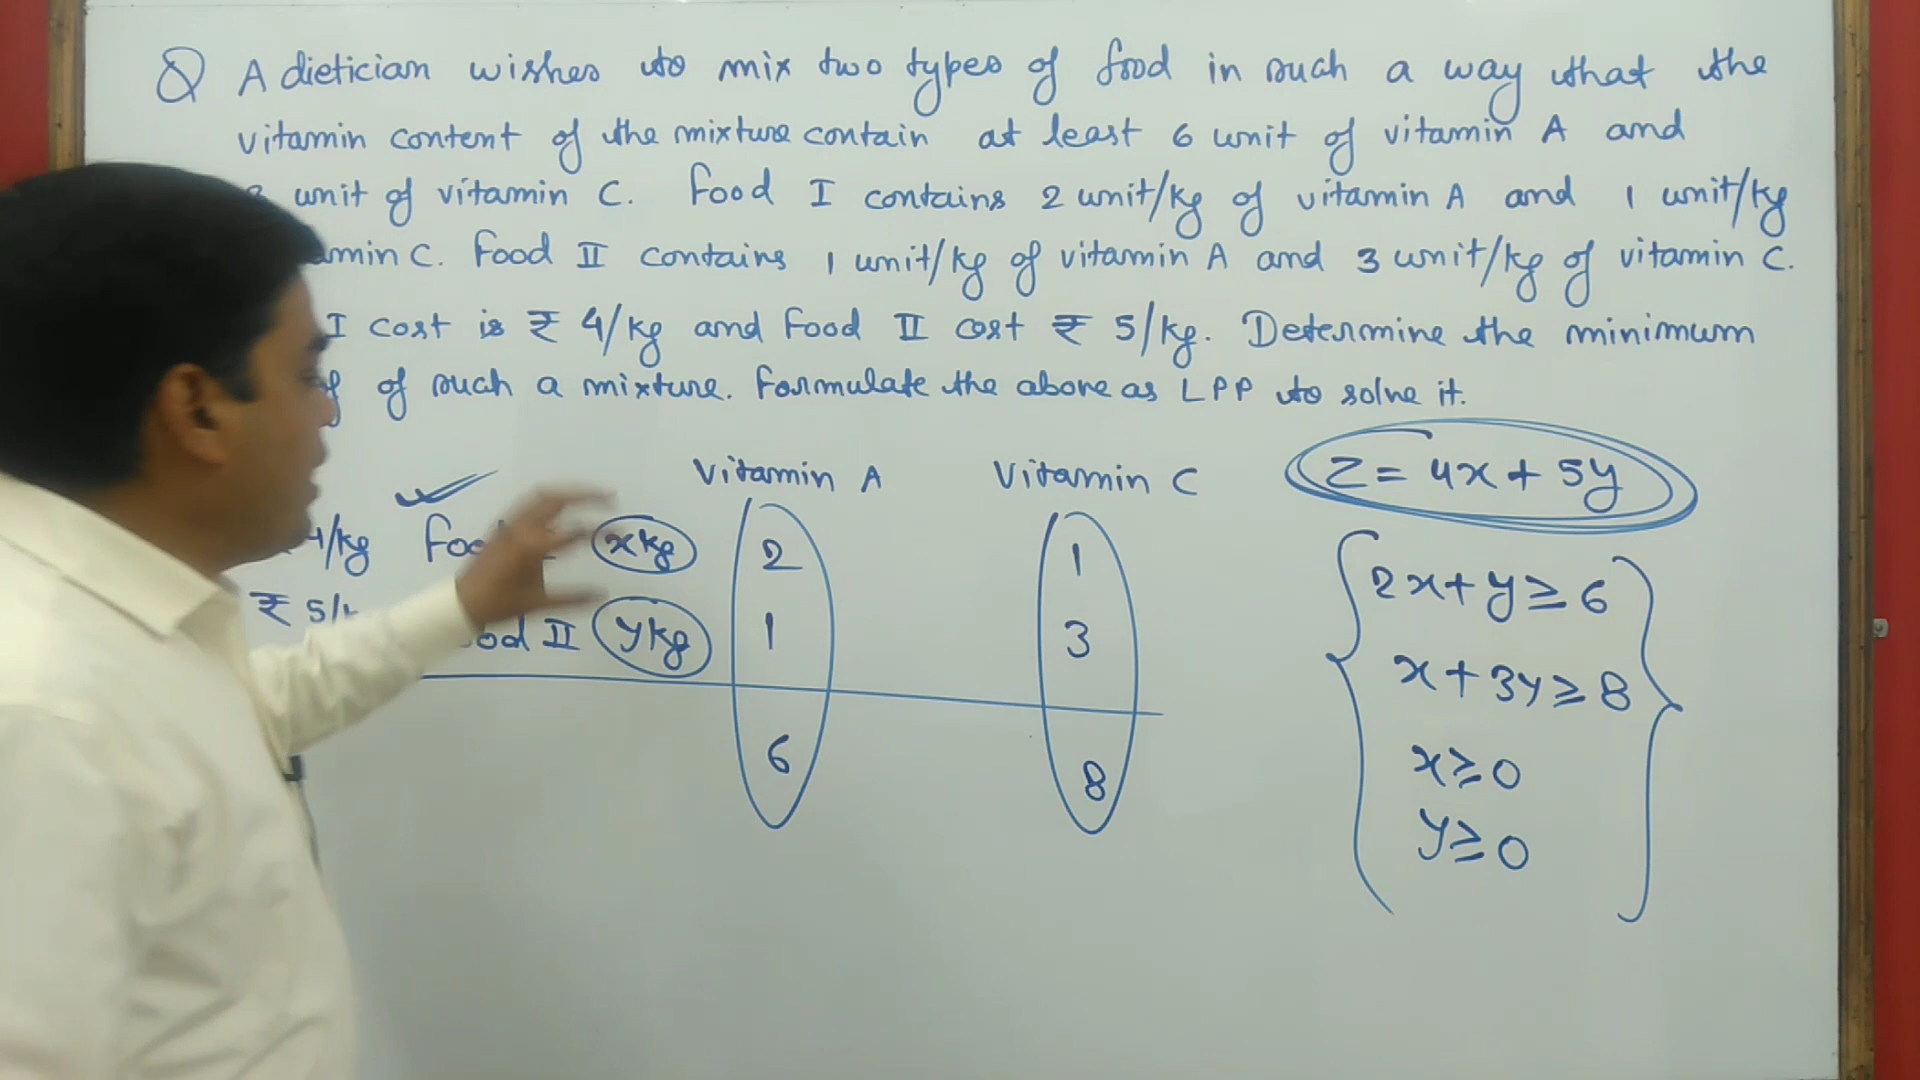 Q A dietician wishes to mix two types of food in such a way that the
vitamin content of the mixture contain at least 6 unit of vitamin A and
unit of vitamin C. Food I contains 2 unit/kg of vitamin A and 1 unit/kg
amin C. Food II contains 1 unit/kg of vitamin A and 3 unit/kg of vitamin C.
I cost is ₹ 4/kg and Food II cost ₹ 5/kg. Determine the minimum
of such a mixture. Formulate the above as LPP to solve it.
Vitamin A Vitamin C
4/kg Foo x kg 2 1
₹ 5/ ood II y kg 1 3
6 8
Z = 4x + 5y
2x + y ≥ 6
x + 3y ≥ 8
x ≥ 0
y ≥ 0